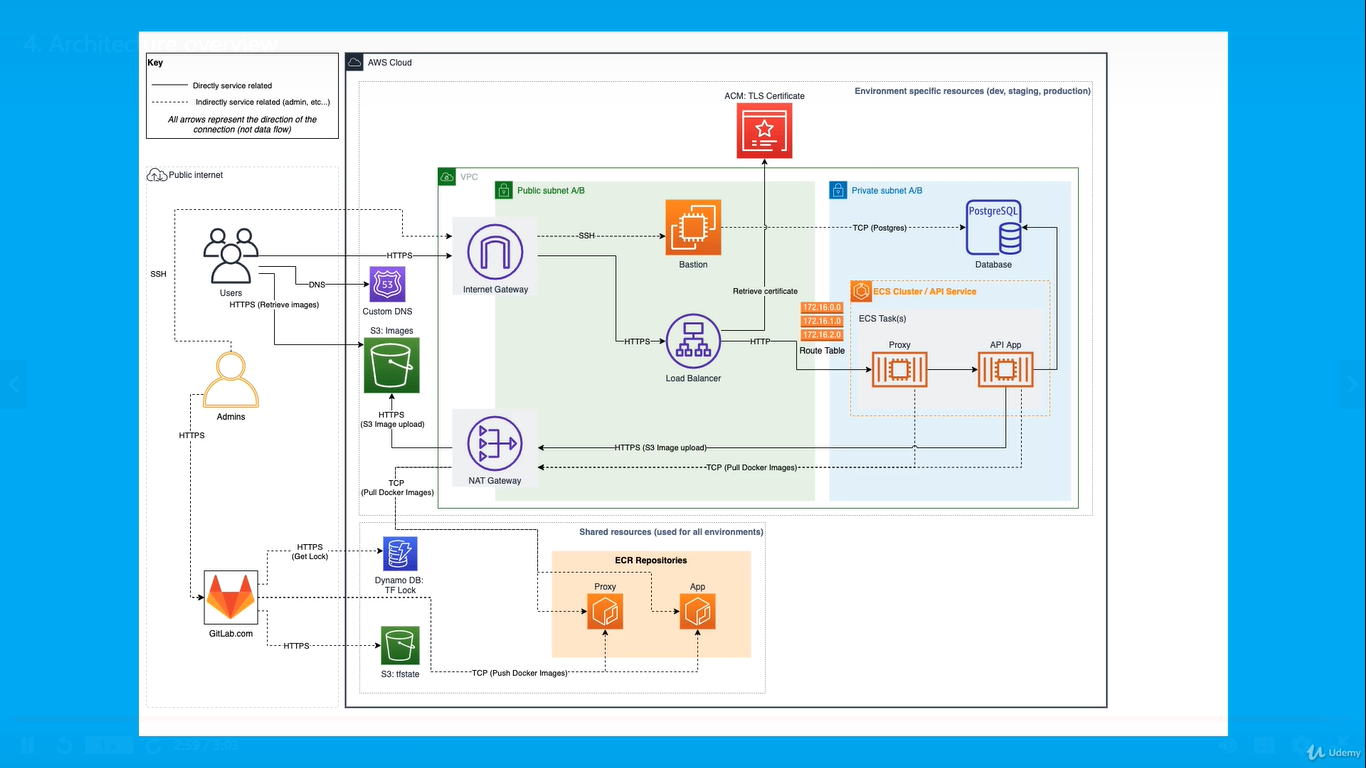 4. Architecture overview
Key
Directly service related
Indirectly service related (admin, etc...)
All arrows represent the direction of the
connection (not data flow)
AWS Cloud
Environment specific resources (dev, staging, production)
ACM: TLS Certificate
Public internet
VPC
Public subnet A/B
Private subnet A/B
PostgreSQL
SSH
TCP (Postgres)
HTTPS
Bastion
Database
SSH
Users
Internet Gateway
DNS
53
HTTPS (Retrieve images)
Custom DNS
Retrieve certificate
ECS Cluster / API Service
172.16.0.0
172.16.1.0
172.16.2.0
ECS Task(s)
S3: Images
HTTPS
HTTP
Route Table
Proxy
API App
Load Balancer
Admins
HTTPS
(S3 Image upload)
HTTPS
HTTPS (S3 Image upload)
TCP (Pull Docker Images)
NAT Gateway
TCP
(Pull Docker Images)
Shared resources (used for all environments)
HTTPS
(Get Lock)
ECR Repositories
Dynamo DB:
TF Lock
Proxy
App
GitLab.com
HTTPS
S3: tfstate
TCP (Push Docker Images)
2:59 / 3:03
Udemy